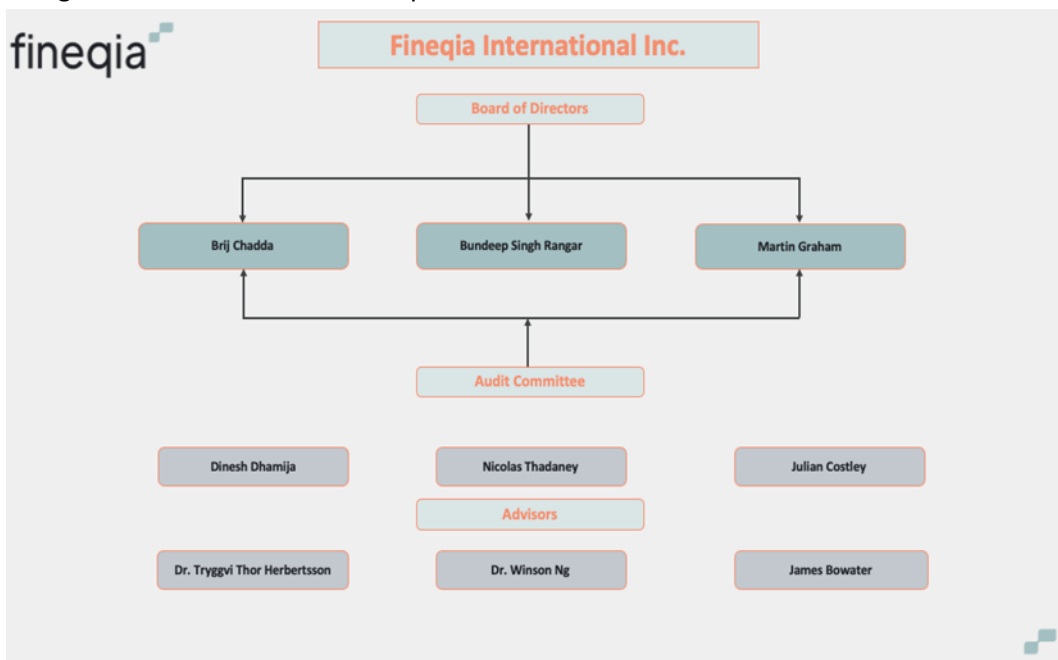 fineqia
Fineqia International Inc.
Board of Directors
Brij Chadda
Bundeep Singh Rangar
Martin Graham
Audit Committee
Dinesh Dhamija
Nicolas Thadaney
Julian Costley
Advisors
Dr. Tryggvi Thor Herbertsson
Dr. Winson Ng
James Bowater